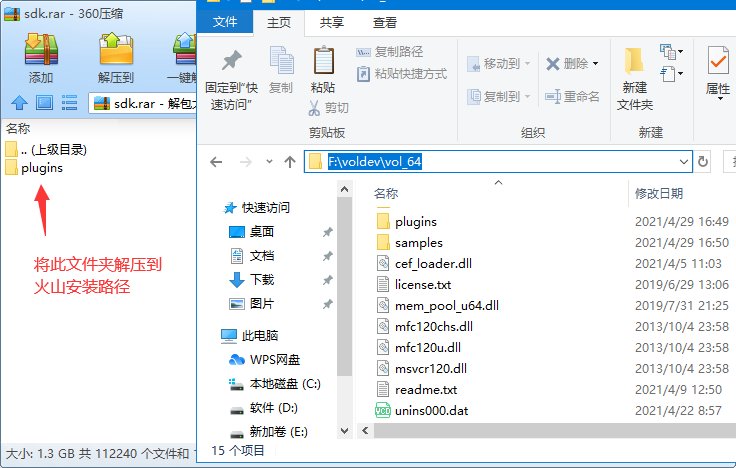 sdk.rar - 360压缩
添加
解压到
一键解
sdk.rar - 解包大
名称
.. (上级目录)
plugins
将此文件夹解压到
火山安装路径
大小: 1.3 GB 共 112240 个文件和
文件
主页
共享
查看
固定到"快
速访问"
复制
粘贴
复制路径
粘贴快捷方式
剪切
剪贴板
移动到
复制到
删除
重命名
组织
新建
文件夹
新建
属性
F:\voldev\vol_64
快速访问
桌面
文档
下载
图片
此电脑
WPS网盘
本地磁盘 (C:)
软件 (D:)
新加卷 (E:)
名称 修改日期
plugins 2021/4/29 16:49
samples 2021/4/29 16:50
cef_loader.dll 2021/4/5 11:03
license.txt 2019/6/29 13:06
mem_pool_u64.dll 2019/7/31 21:25
mfc120chs.dll 2013/10/4 23:58
mfc120u.dll 2013/10/4 23:58
msvcr120.dll 2013/10/4 23:58
readme.txt 2021/4/9 12:50
unins000.dat 2021/4/22 8:57
15 个项目